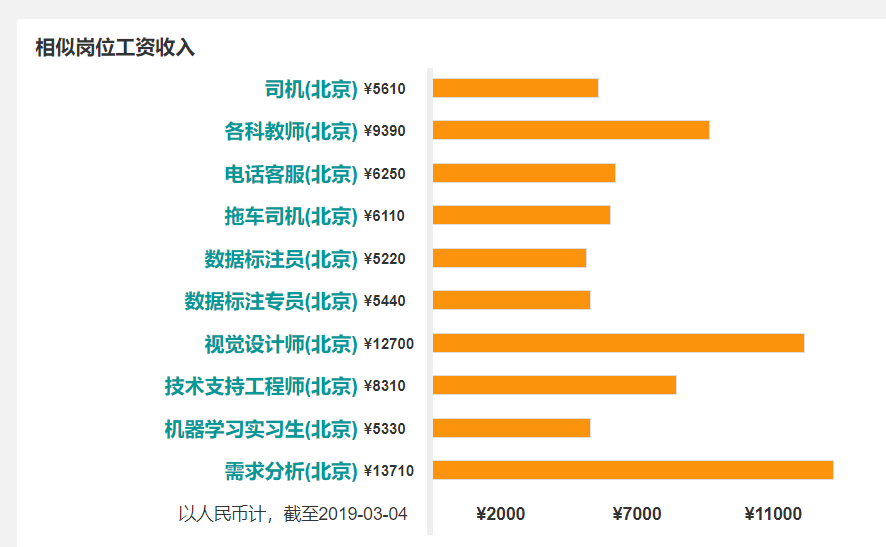 相似岗位工资收入
司机(北京) ¥5610
各科教师(北京) ¥9390
电话客服(北京) ¥6250
拖车司机(北京) ¥6110
数据标注员(北京) ¥5220
数据标注专员(北京) ¥5440
视觉设计师(北京) ¥12700
技术支持工程师(北京) ¥8310
机器学习实习生(北京) ¥5330
需求分析(北京) ¥13710
以人民币计，截至2019-03-04 ¥2000 ¥7000 ¥11000